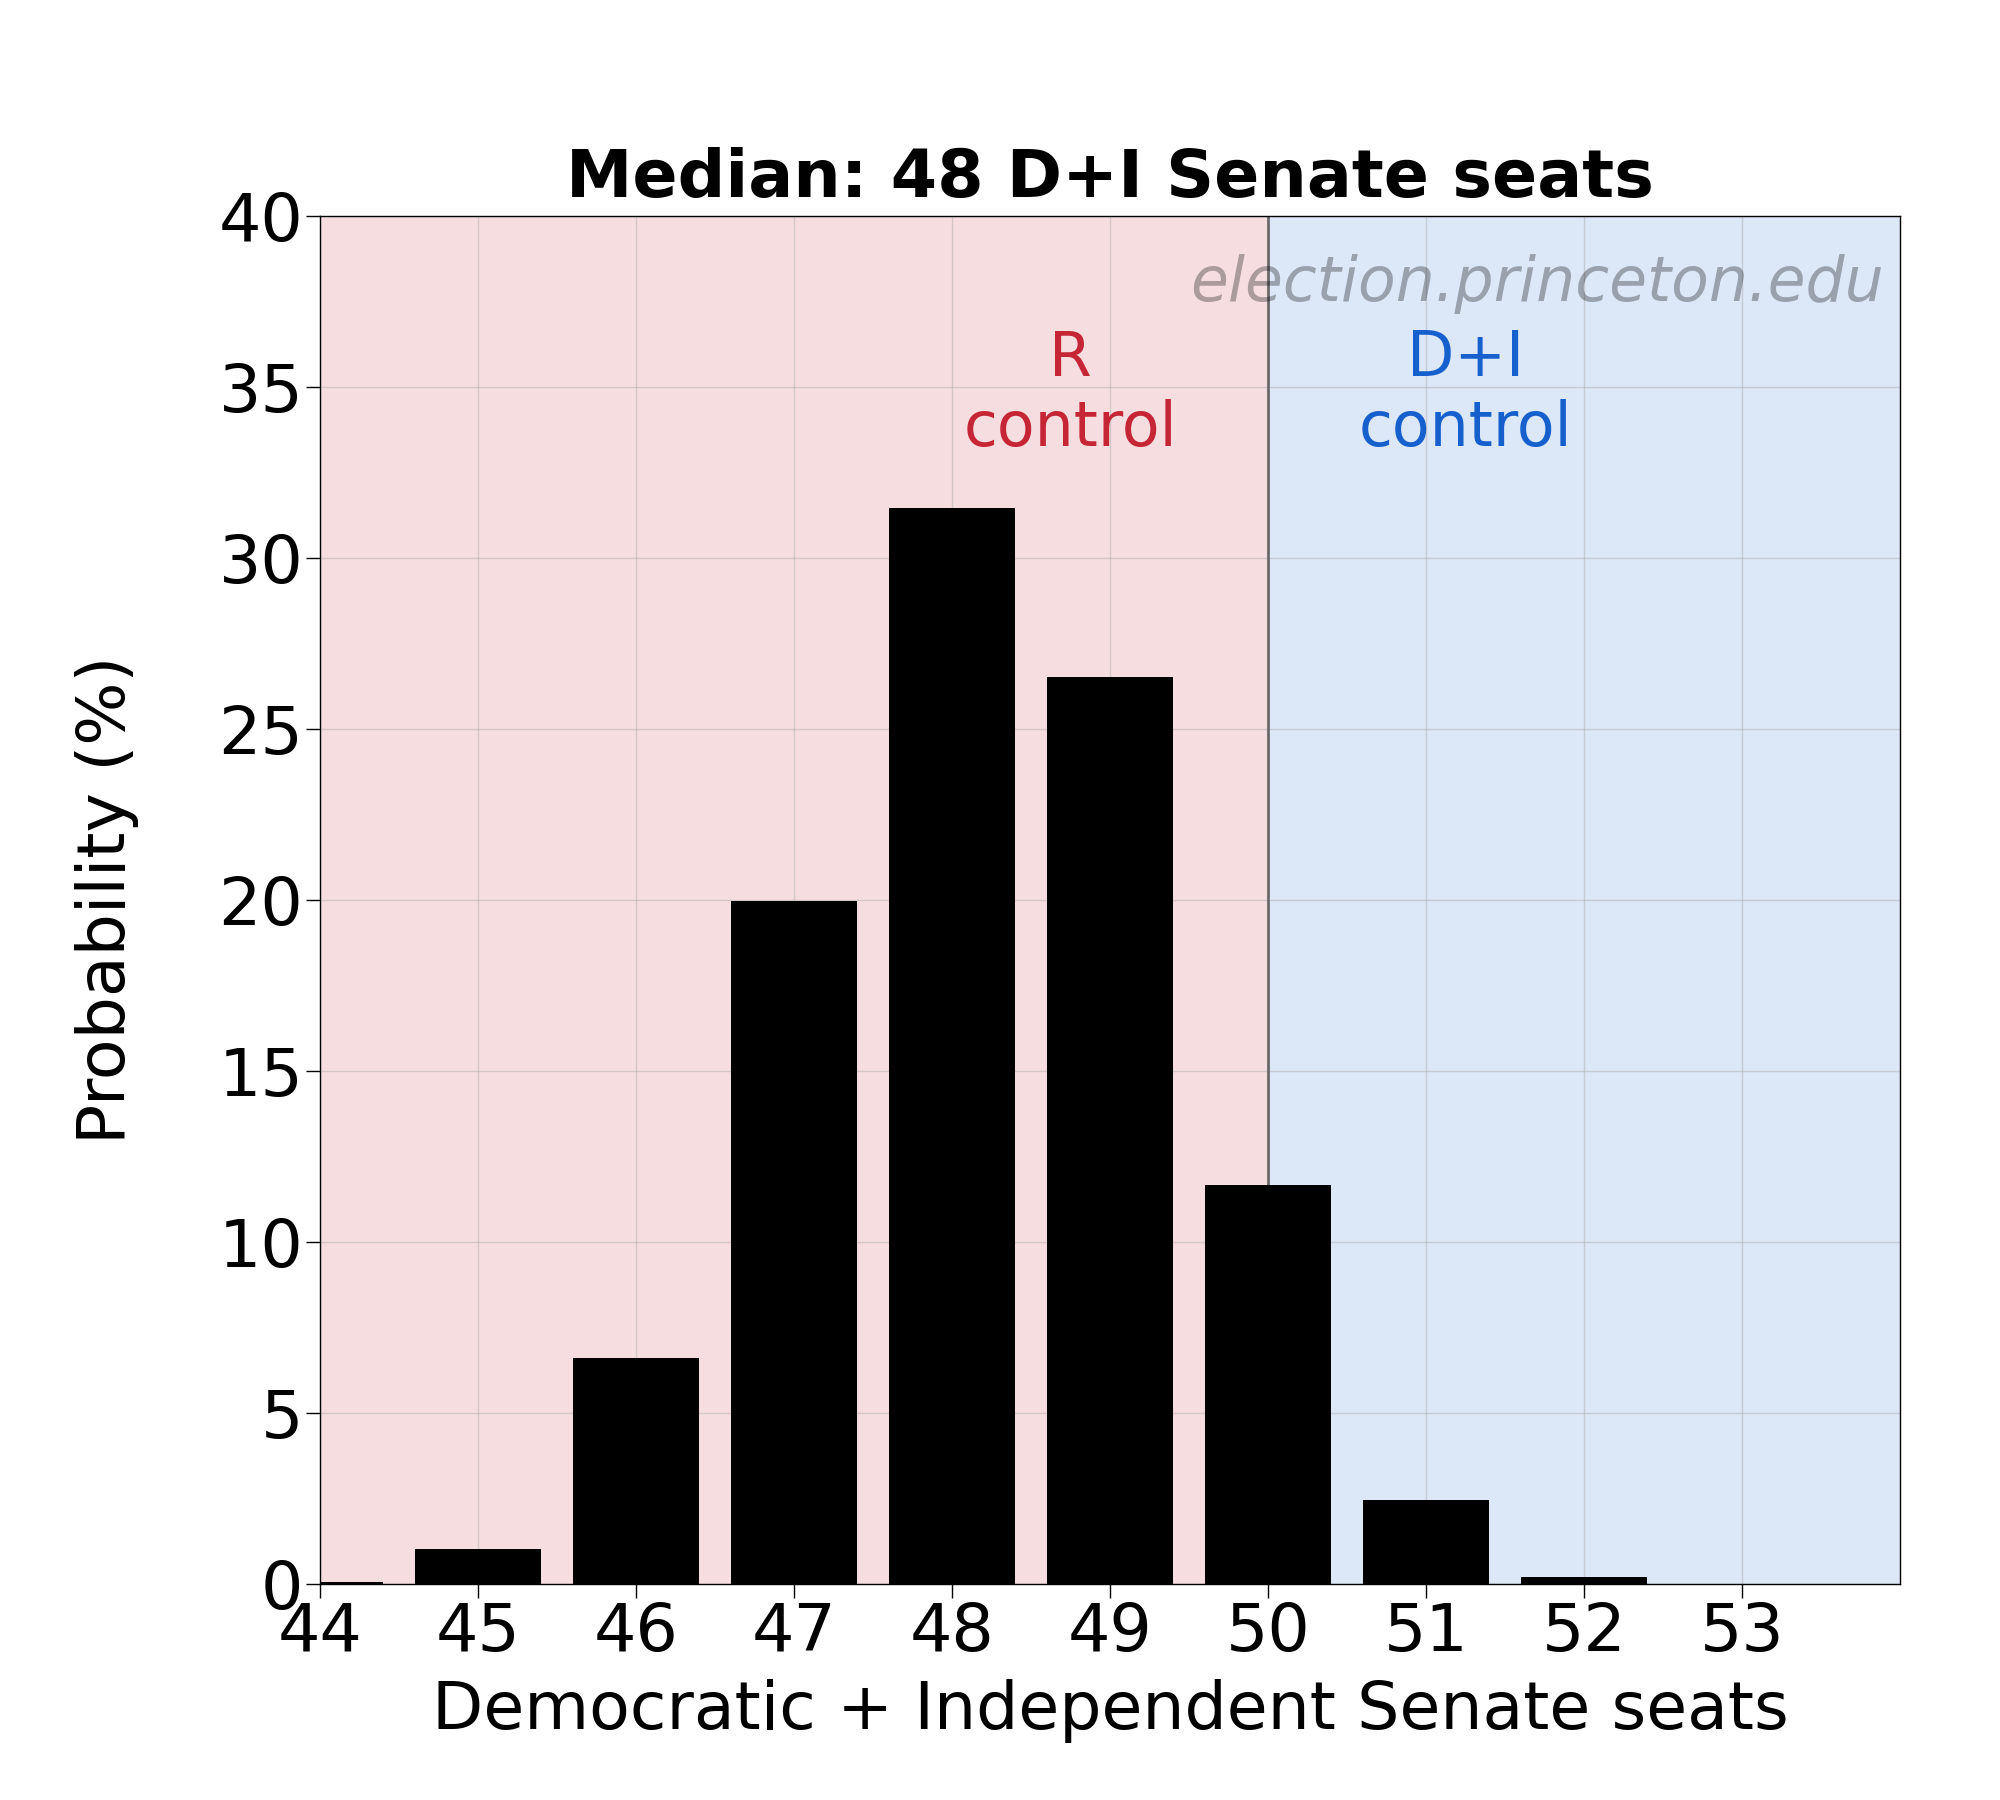 Median: 48 D+I Senate seats
election.princeton.edu
R
control
D+I
control
Probability (%)
40
35
30
25
20
15
10
5
0
44 45 46 47 48 49 50 51 52 53
Democratic + Independent Senate seats